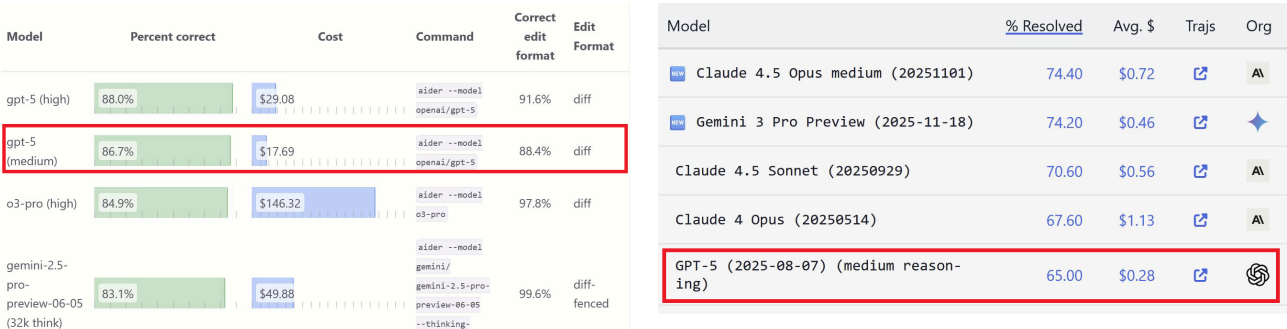 Model Percent correct Cost Command Correct edit format Edit Format
gpt-5 (high) 88.0% $29.08 aider --model openai/gpt-5 91.6% diff
gpt-5 (medium) 86.7% $17.69 aider --model openai/gpt-5 88.4% diff
o3-pro (high) 84.9% $146.32 aider --model o3-pro 97.8% diff
gemini-2.5-pro-preview-06-05 (32k think) 83.1% $49.88 aider --model gemini/gemini-2.5-pro-preview-06-05 --thinking- 99.6% diff-fenced
Model % Resolved Avg. $ Trajs Org
NEW Claude 4.5 Opus medium (20251101) 74.40 $0.72 A\
NEW Gemini 3 Pro Preview (2025-11-18) 74.20 $0.46
Claude 4.5 Sonnet (20250929) 70.60 $0.56 A\
Claude 4 Opus (20250514) 67.60 $1.13 A\
GPT-5 (2025-08-07) (medium reason-
ing) 65.00 $0.28